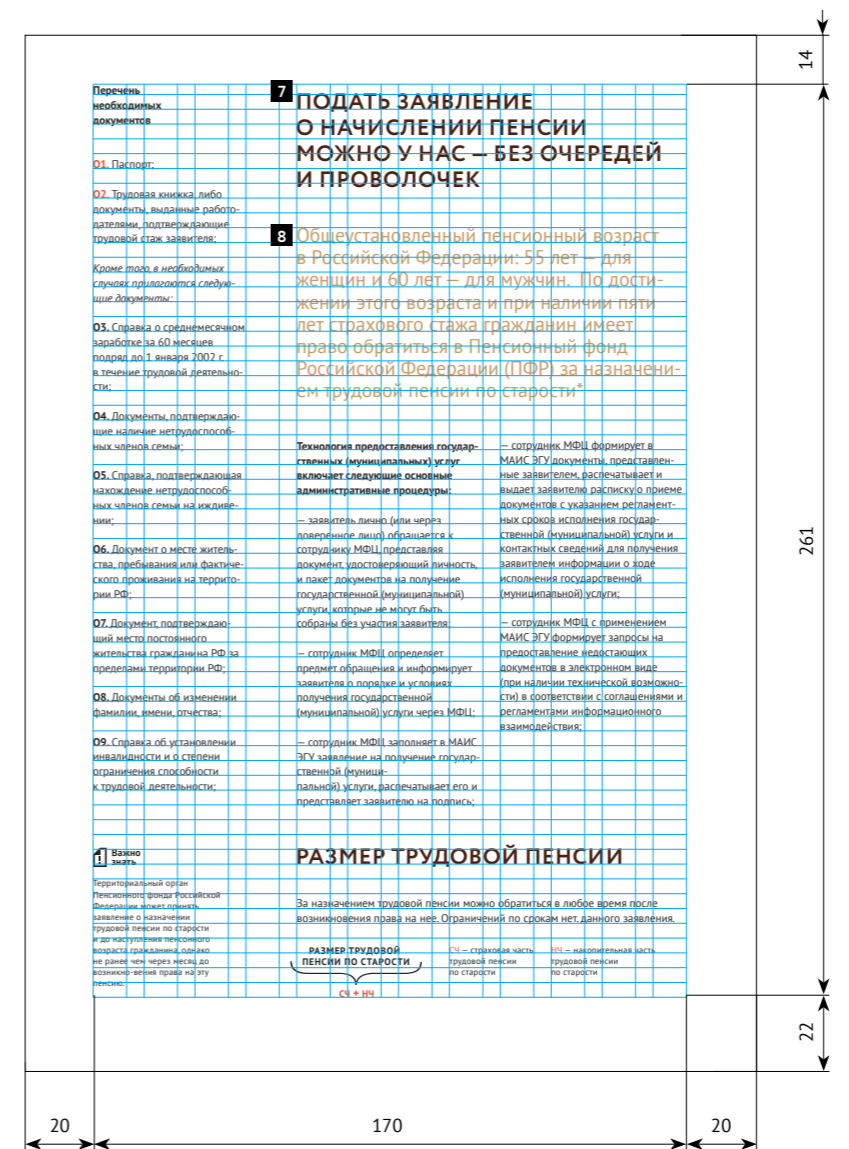 14
Перечень
необходимых
документов
О1. Паспорт;
О2. Трудовая книжка либо
документы, выданные работо-
дателями, подтверждающие
трудовой стаж заявителя;
Кроме того, в необходимых
случаях прилагаются следую-
щие документы:
О3. Справка о среднемесячном
заработке за 60 месяцев
подрял до 1 января 2002 г.
в течение трудовой деятельно-
сти;
О4. Документы, подтверждаю-
щие наличие нетрудоспособ-
ных членов семьи;
О5. Справка, подтверждающая
нахождение нетрудоспособ-
ных членов семьи на иждиве-
нии;
О6. Документ о месте житель-
ства, пребывания или фактиче-
ского проживания на террито-
рии РФ;
О7. Документ, подтверждаю-
щий место постоянного
жительства гражданина РФ за
пределами территории РФ;
О8. Документы об изменении
фамилии, имени, отчества;
О9. Справка об установлении
инвалидности и о степени
ограничения способности
к трудовой деятельности;
Важно
знать
Территориальный орган
Пенсионного фонда Российской
Федерации может принять
заявление о назначении
трудовой пенсии по старости
и до наступления пенсонного
возраста гражданина, однако
не ранее чем через месяц до
возникно-вения права на эту
пенсию.
7
ПОДАТЬ ЗАЯВЛЕНИЕ
О НАЧИСЛЕНИИ ПЕНСИИ
МОЖНО У НАС — БЕЗ ОЧЕРЕДЕЙ
И ПРОВОЛОЧЕК
8
Общеустановленный пенсионный возраст
в Российской Федерации: 55 лет — для
женщин и 60 лет — для мужчин. По дости-
жении этого возраста и при наличии пяти
лет страхового стажа гражданин имеет
право обратиться в Пенсионный фонд
Российской Федерации (ПФР) за назначени-
ем трудовой пенсии по старости*
Технология предоставления государ-
ственных (муниципальных) услуг
включает следующие основные
административные процедуры:
— заявитель лично (или через
доверенное лицо) обращается к
сотруднику МФЦ, представляя
документ, удостоверяющий личность,
и пакет документов на получение
государственной (муниципальной)
услуги, которые не могут быть
собраны без участия заявителя;
— сотрудник МФЦ определяет
предмет обращения и информирует
заявителя о порядке и условиях
получения государственной
(муниципальной) услуги через МФЦ;
— сотрудник МФЦ заполняет в МАИС
ЭГУ заявление на получение государ-
ственной (муници-
пальной) услуги, распечатывает его и
представляет заявителю на подпись;
— сотрудник МФЦ формирует в
МАИС ЭГУ документы, представлен-
ные заявителем, распечатывает и
выдает заявителю расписку о приеме
документов с указанием регламент-
ных сроков исполнения государ-
ственной (муниципальной) услуги и
контактных сведений для получения
заявителем информации о ходе
исполнения государственной
(муниципальной) услуги;
— сотрудник МФЦ с применением
МАИС ЭГУ формирует запросы на
предоставление недостающих
документов в электронном виде
(при наличии технической возможно-
сти) в соответствии с соглашениями и
регламентами информационного
взаимодействия;
РАЗМЕР ТРУДОВОЙ ПЕНСИИ
За назначением трудовой пенсии можно обратиться в любое время после
возникновения права на нее. Ограничений по срокам нет. данного заявления.
РАЗМЕР ТРУДОВОЙ
ПЕНСИИ ПО СТАРОСТИ
СЧ + НЧ
СЧ — страховая часть
трудовой пенсии
по старости
НЧ — накопительная часть
трудовой пенсии
по старости
261
22
20
170
20